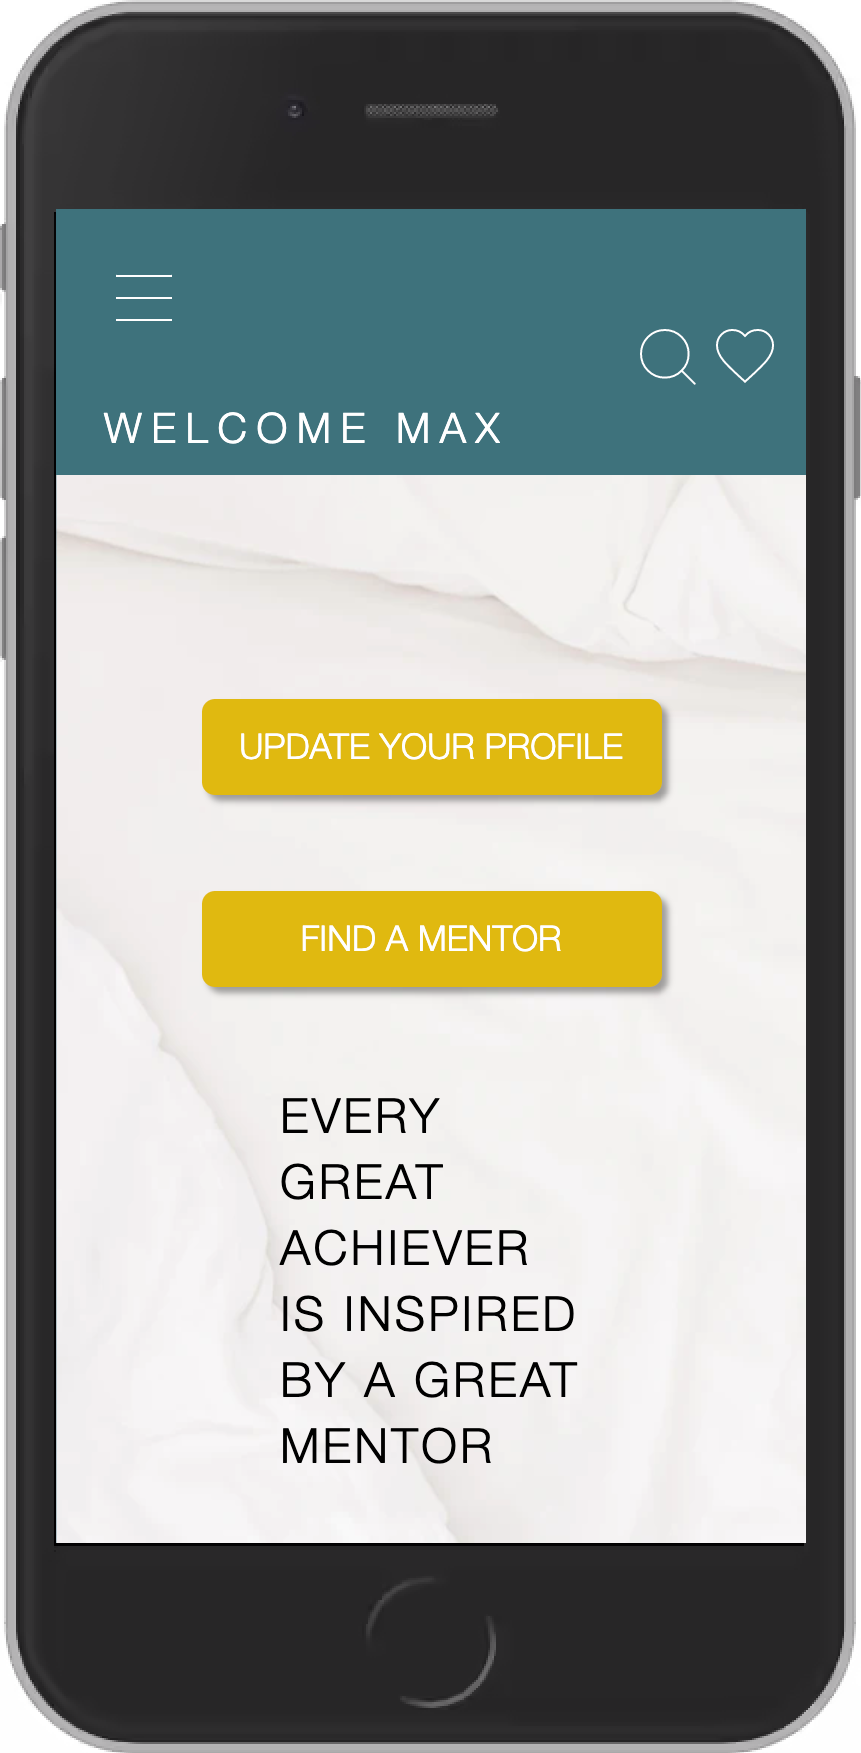 WELCOME MAX
UPDATE YOUR PROFILE
FIND A MENTOR
EVERY
GREAT
ACHIEVER
IS INSPIRED
BY A GREAT
MENTOR